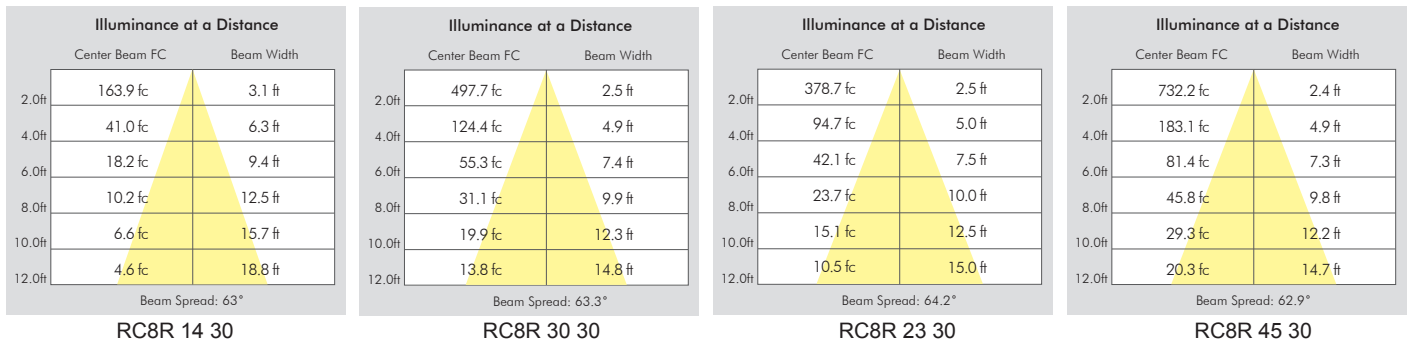 Illuminance at a Distance
Center Beam FC Beam Width
2.0ft 163.9 fc 3.1 ft
4.0ft 41.0 fc 6.3 ft
6.0ft 18.2 fc 9.4 ft
8.0ft 10.2 fc 12.5 ft
10.0ft 6.6 fc 15.7 ft
12.0ft 4.6 fc 18.8 ft
Beam Spread: 63°
RC8R 14 30
Illuminance at a Distance
Center Beam FC Beam Width
2.0ft 497.7 fc 2.5 ft
4.0ft 124.4 fc 4.9 ft
6.0ft 55.3 fc 7.4 ft
8.0ft 31.1 fc 9.9 ft
10.0ft 19.9 fc 12.3 ft
12.0ft 13.8 fc 14.8 ft
Beam Spread: 63.3°
RC8R 30 30
Illuminance at a Distance
Center Beam FC Beam Width
2.0ft 378.7 fc 2.5 ft
4.0ft 94.7 fc 5.0 ft
6.0ft 42.1 fc 7.5 ft
8.0ft 23.7 fc 10.0 ft
10.0ft 15.1 fc 12.5 ft
12.0ft 10.5 fc 15.0 ft
Beam Spread: 64.2°
RC8R 23 30
Illuminance at a Distance
Center Beam FC Beam Width
2.0ft 732.2 fc 2.4 ft
4.0ft 183.1 fc 4.9 ft
6.0ft 81.4 fc 7.3 ft
8.0ft 45.8 fc 9.8 ft
10.0ft 29.3 fc 12.2 ft
12.0ft 20.3 fc 14.7 ft
Beam Spread: 62.9°
RC8R 45 30